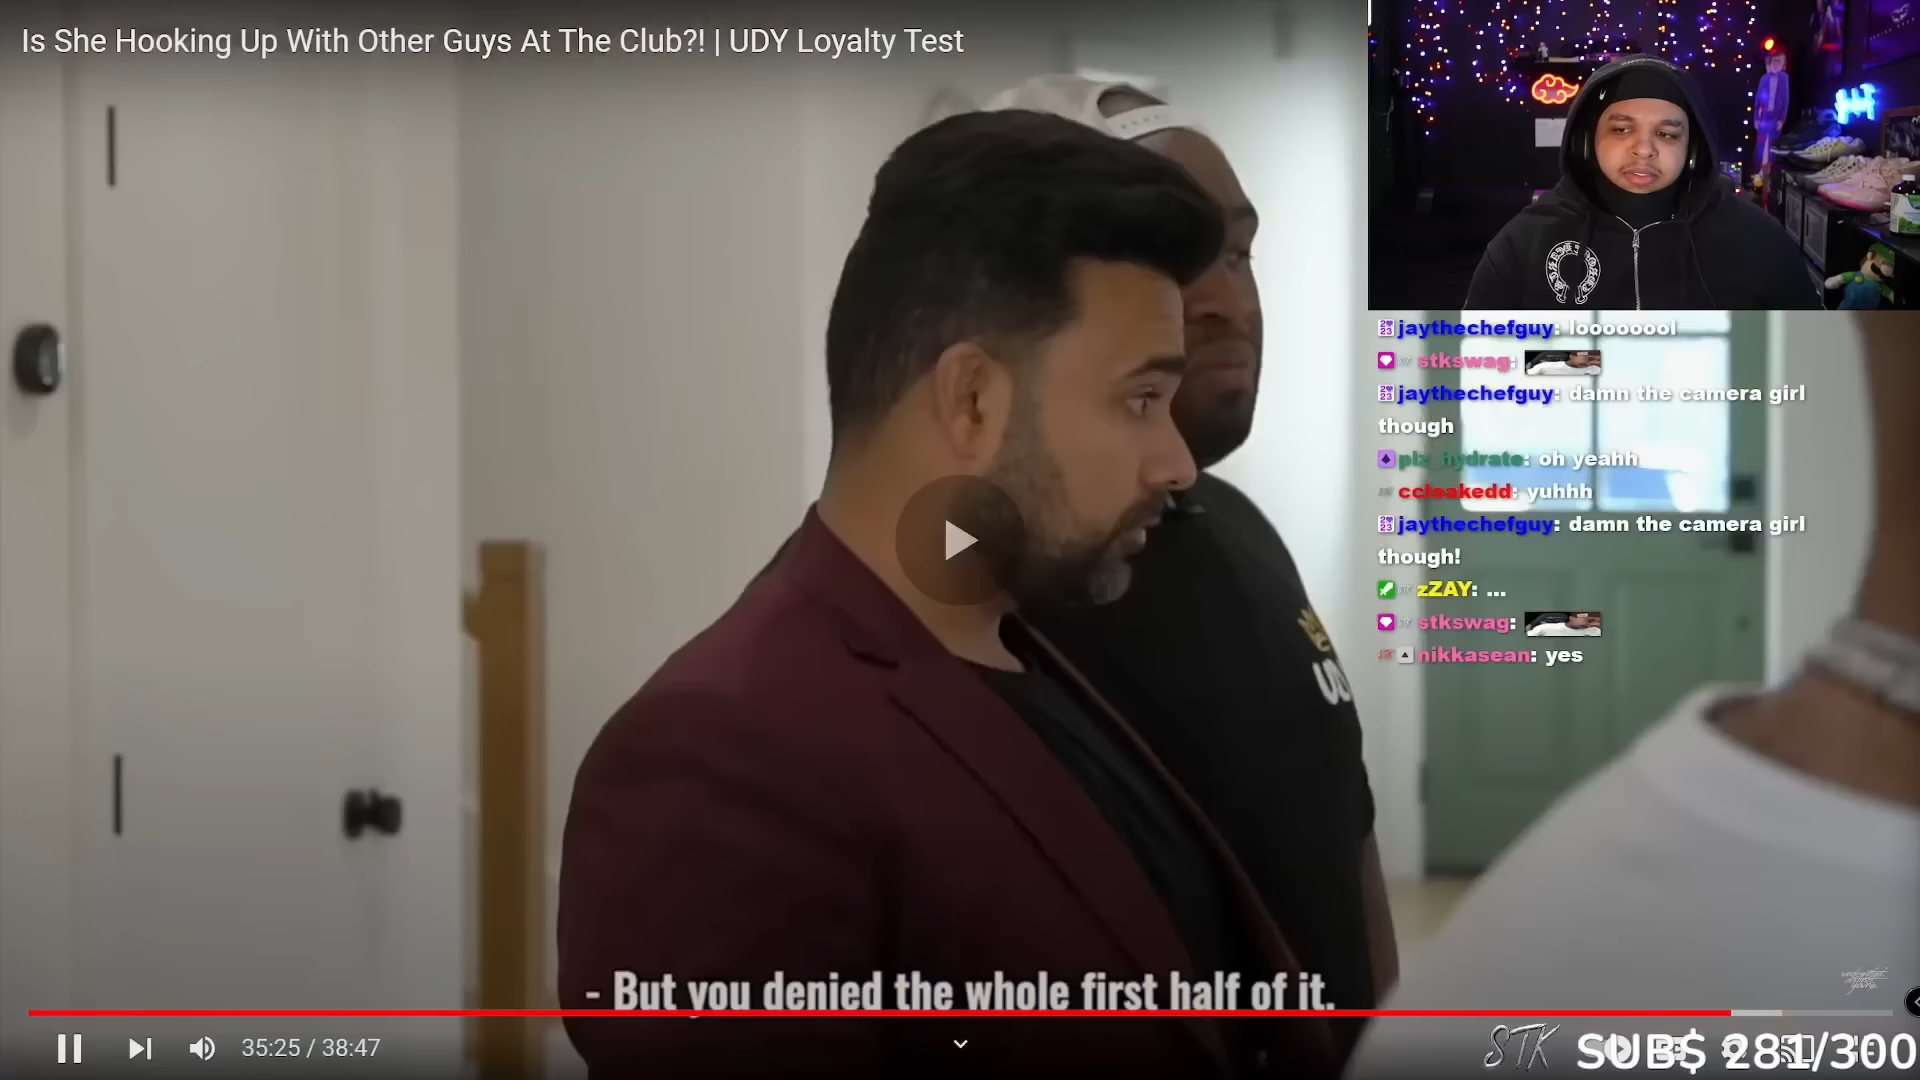 Is She Hooking Up With Other Guys At The Club?! | UDY Loyalty Test
jaythechefguy: loooooool
stkswag:
jaythechefguy: damn the camera girl
though
plz_hydrate: oh yeahh
ccloakedd: yuhhh
jaythechefguy: damn the camera girl
though!
zZAY: ...
stkswag:
nikkasean: yes
- But you denied the whole first half of it.
35:25 / 38:47
STK
SUB$ 281/300